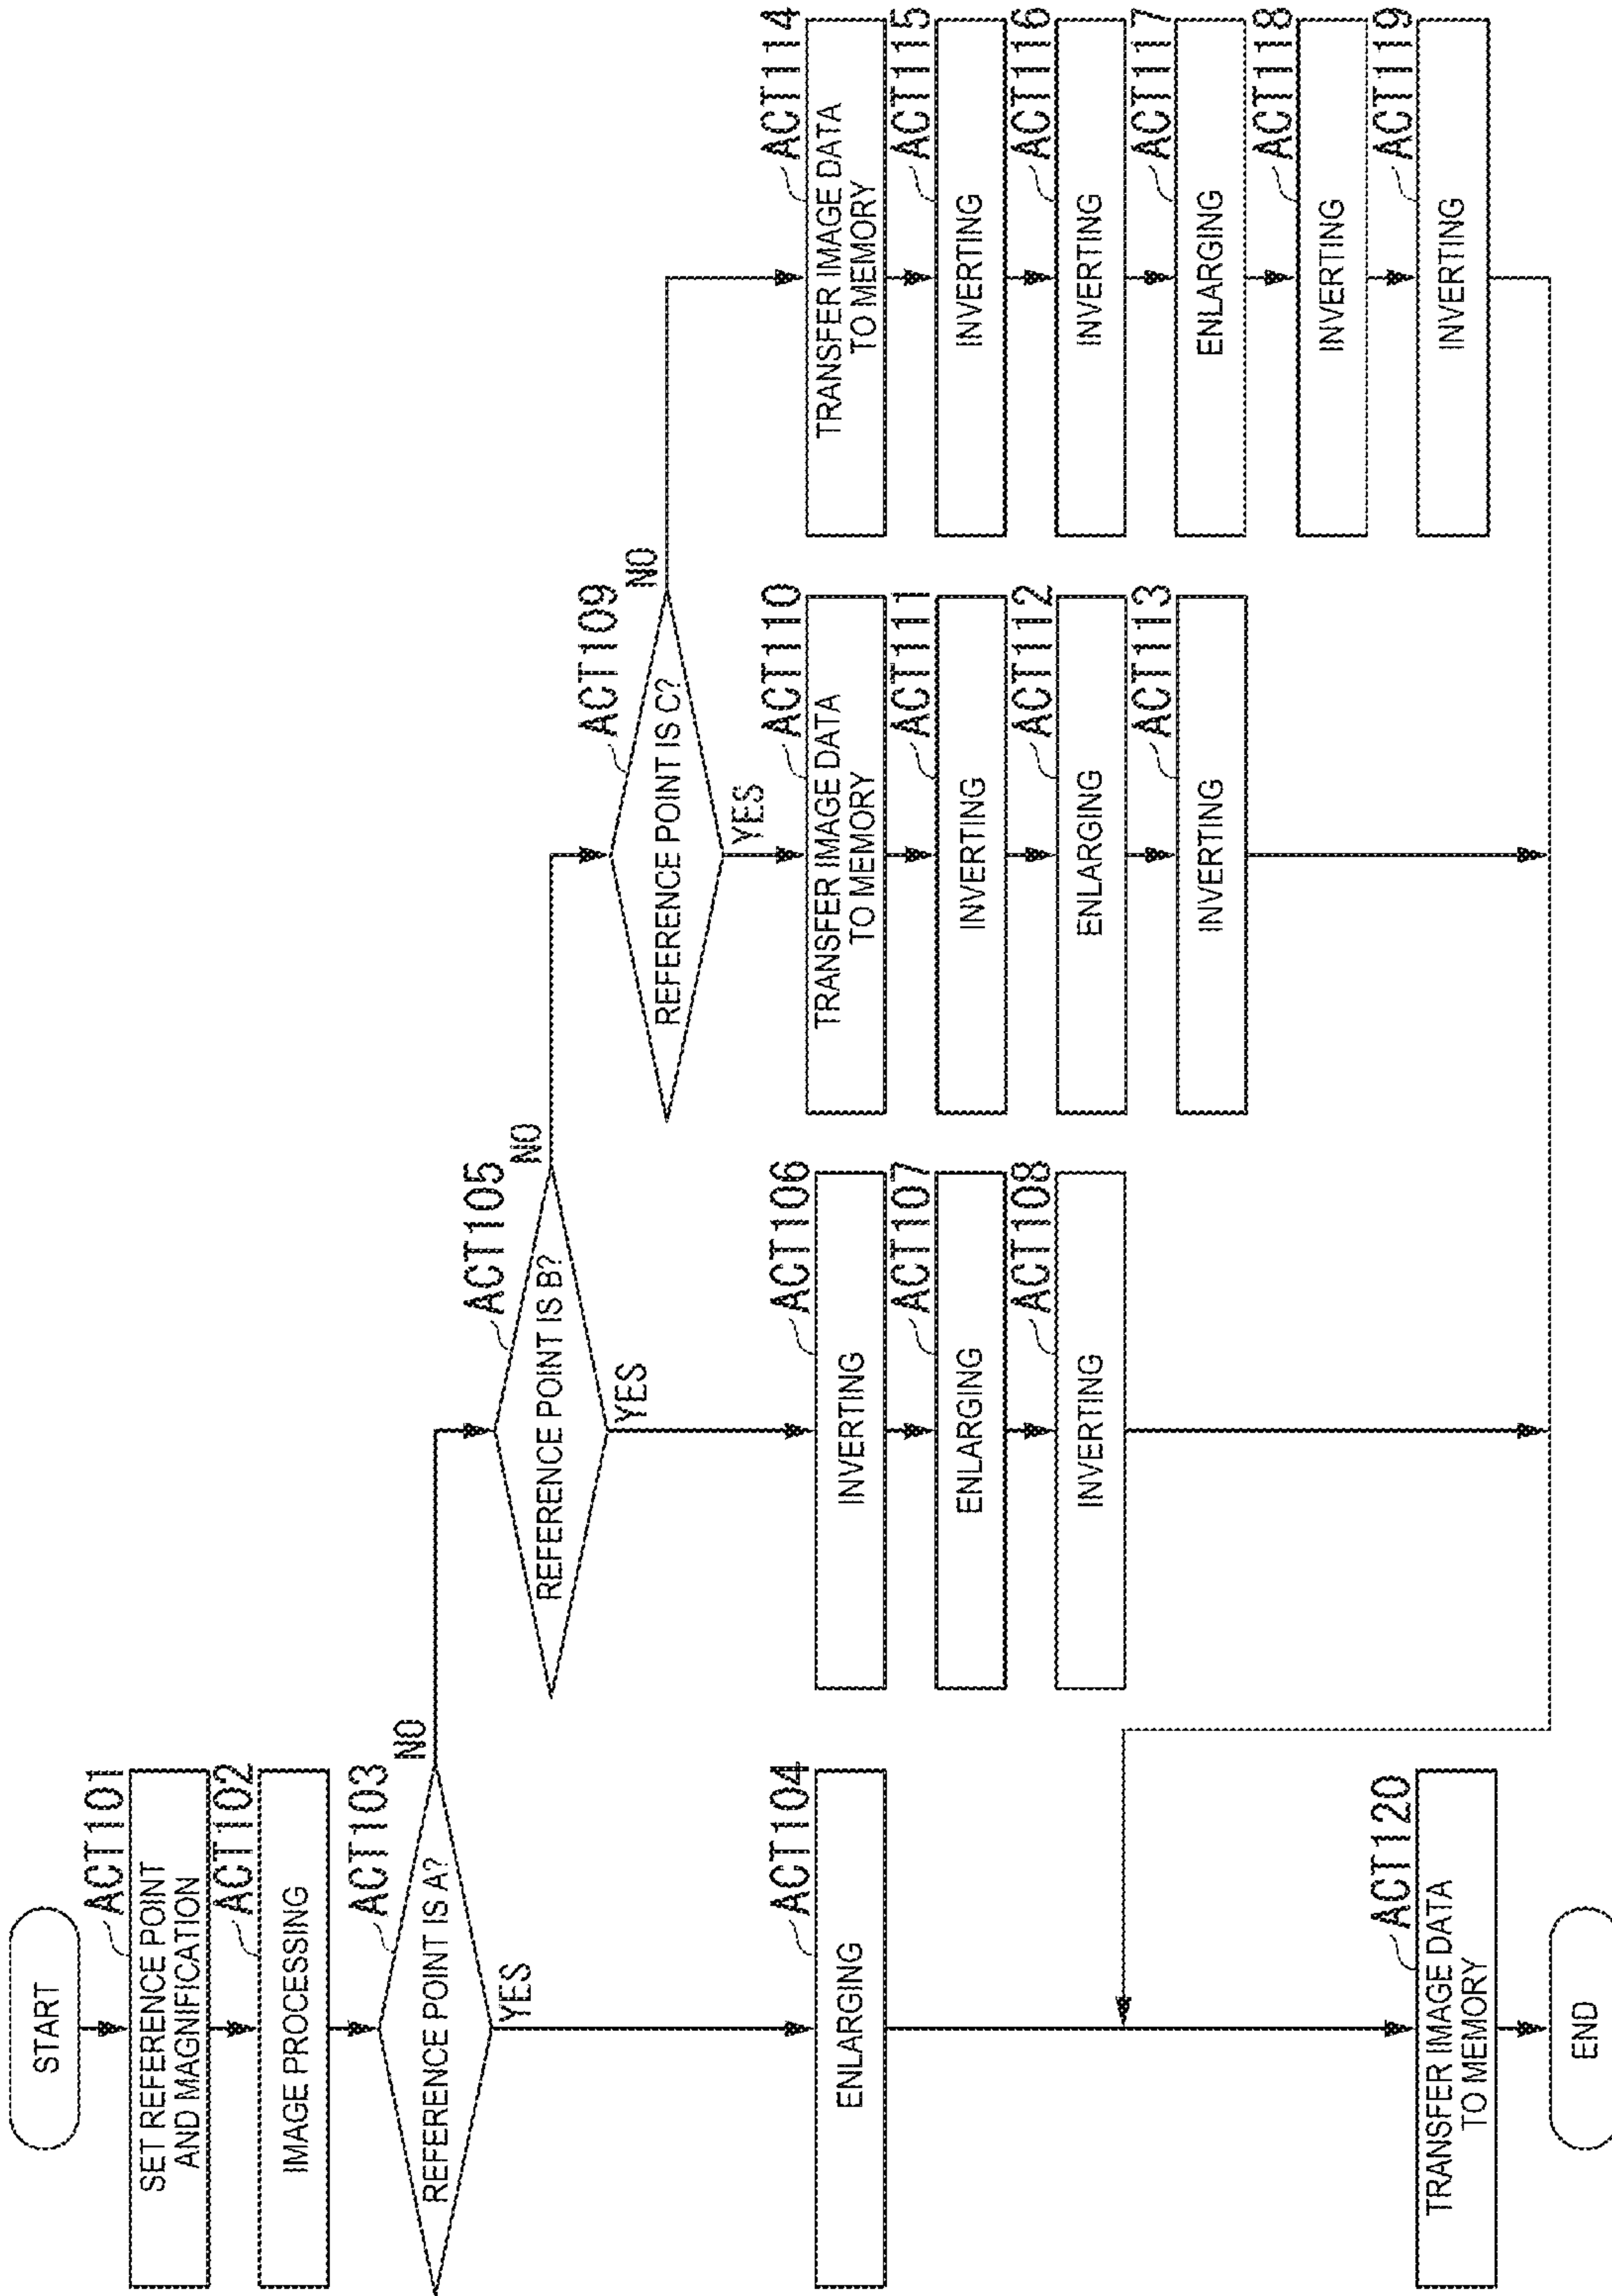 START
ACT101
SET REFERENCE POINT
AND MAGNIFICATION
ACT102
IMAGE PROCESSING
ACT103
REFERENCE POINT IS A?
NO
YES
ACT104
ENLARGING
ACT105
REFERENCE POINT IS B?
NO
YES
ACT106
INVERTING
ACT107
ENLARGING
ACT108
INVERTING
ACT109
REFERENCE POINT IS C?
NO
YES
ACT110
TRANSFER IMAGE DATA
TO MEMORY
ACT111
INVERTING
ACT112
ENLARGING
ACT113
INVERTING
ACT114
TRANSFER IMAGE DATA
TO MEMORY
ACT115
INVERTING
ACT116
INVERTING
ACT117
ENLARGING
ACT118
INVERTING
ACT119
INVERTING
ACT120
TRANSFER IMAGE DATA
TO MEMORY
END